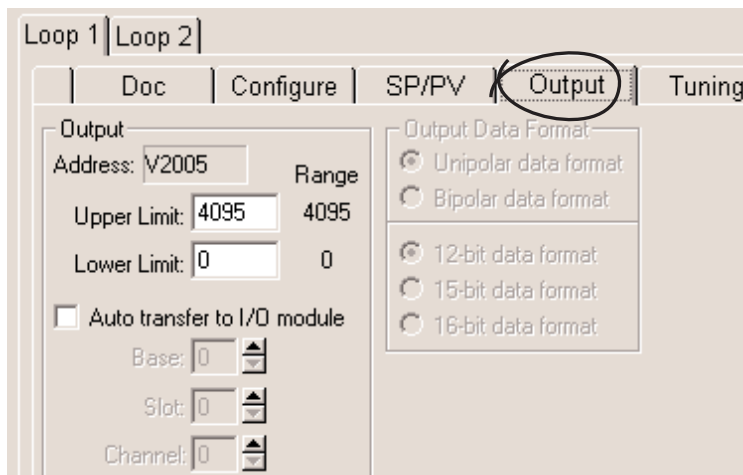 Loop 1 Loop 2
Doc Configure SP/PV Output Tuning
Output
Address: V2005
Range
Upper Limit: 4095 4095
Lower Limit: 0 0
Auto transfer to I/O module
Base: 0
Slot: 0
Channel: 0
Output Data Format
Unipolar data format
Bipolar data format
12-bit data format
15-bit data format
16-bit data format